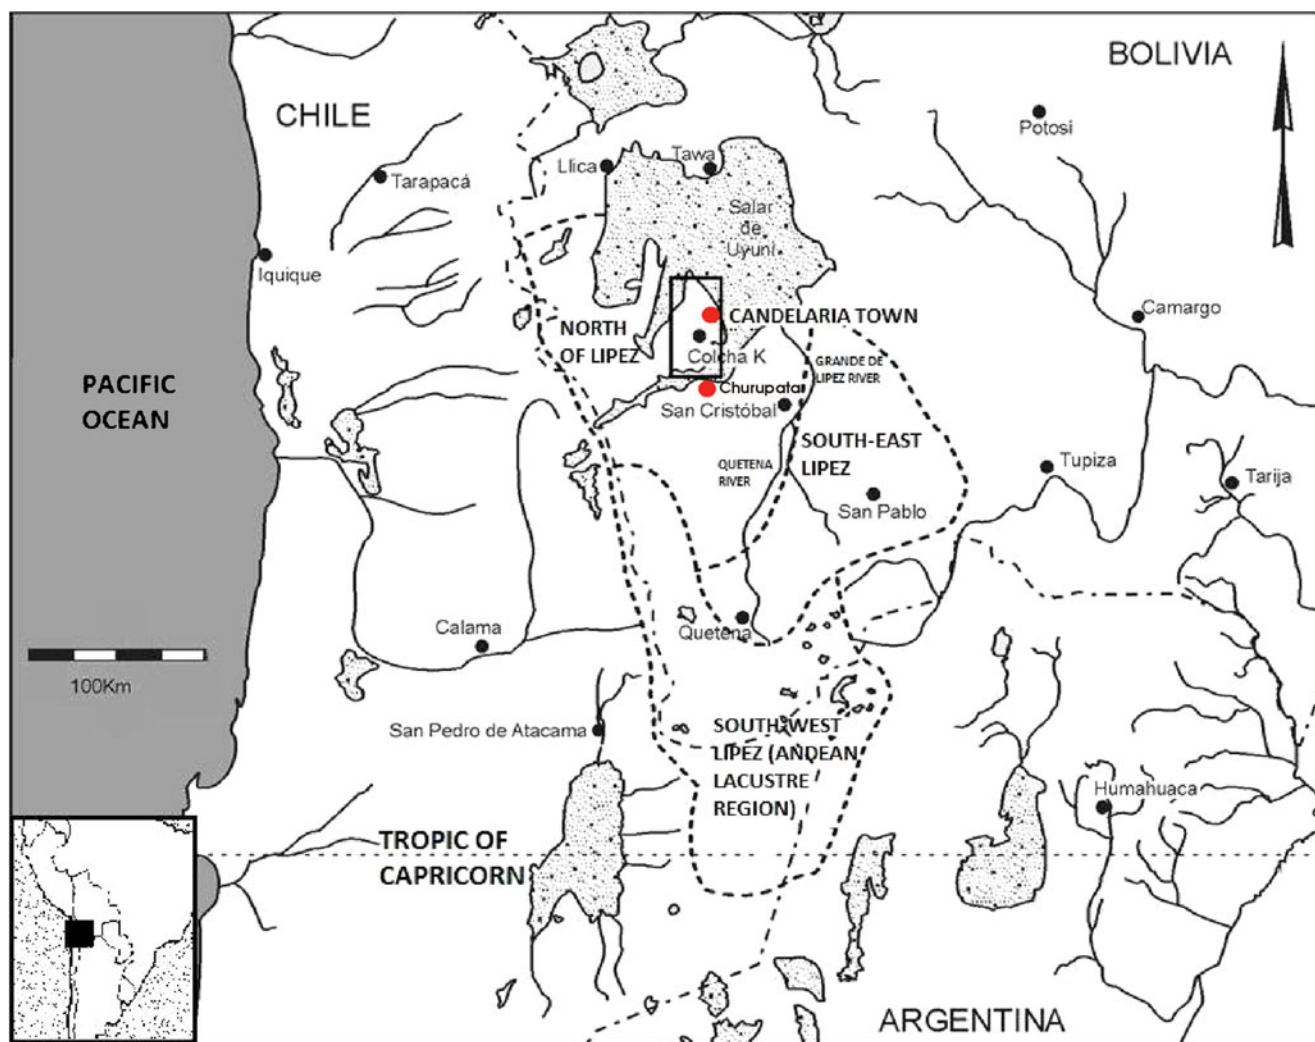 BOLIVIA
CHILE
Potosí
Llica
Tawa
Tarapacá
Salar
de
Uyuni
Iquique
Camargo
CANDELARIA TOWN
NORTH
OF LIPEZ
Colcha K
GRANDE DE
LIPEZ RIVER
PACIFIC
OCEAN
Churupata
San Cristóbal
SOUTH-EAST
LIPEZ
QUETENA
RIVER
Tupiza
Tarija
San Pablo
Calama
Quetena
100Km
San Pedro de Atacama
SOUTH-WEST
LIPEZ (ANDEAN
LACUSTRE
REGION)
Humahuaca
TROPIC OF
CAPRICORN
ARGENTINA